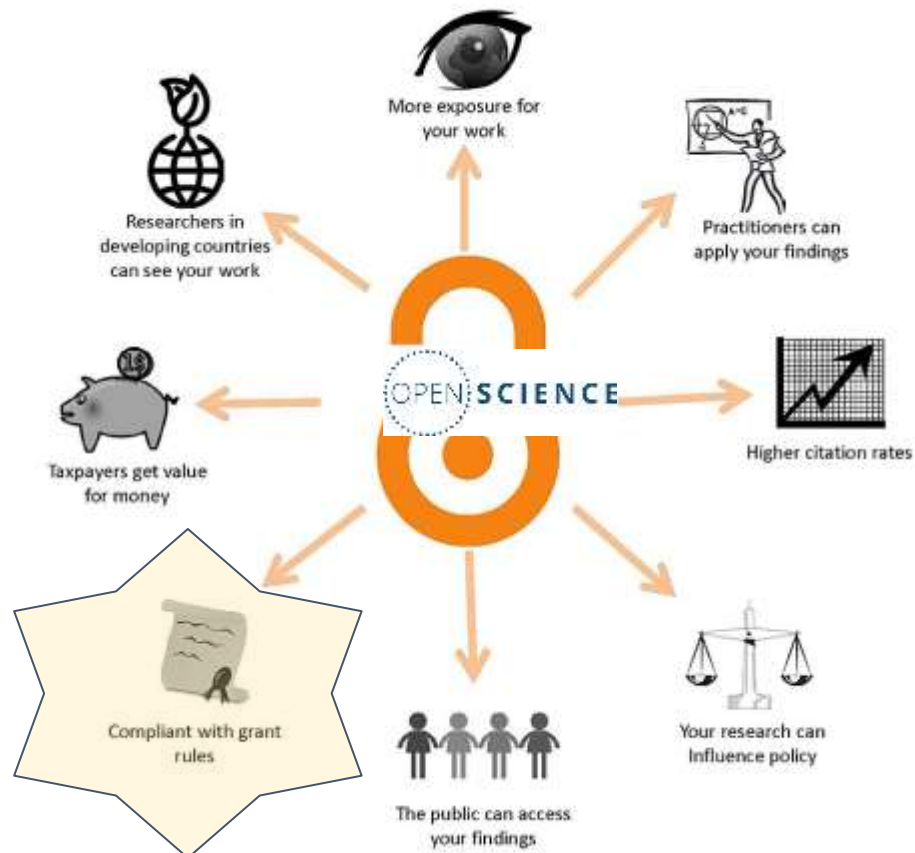 More exposure for
your work
Researchers in
developing countries
can see your work
Practitioners can
apply your findings
OPEN SCIENCE
Taxpayers get value
for money
Higher citation rates
Compliant with grant
rules
Your research can
Influence policy
The public can access
your findings